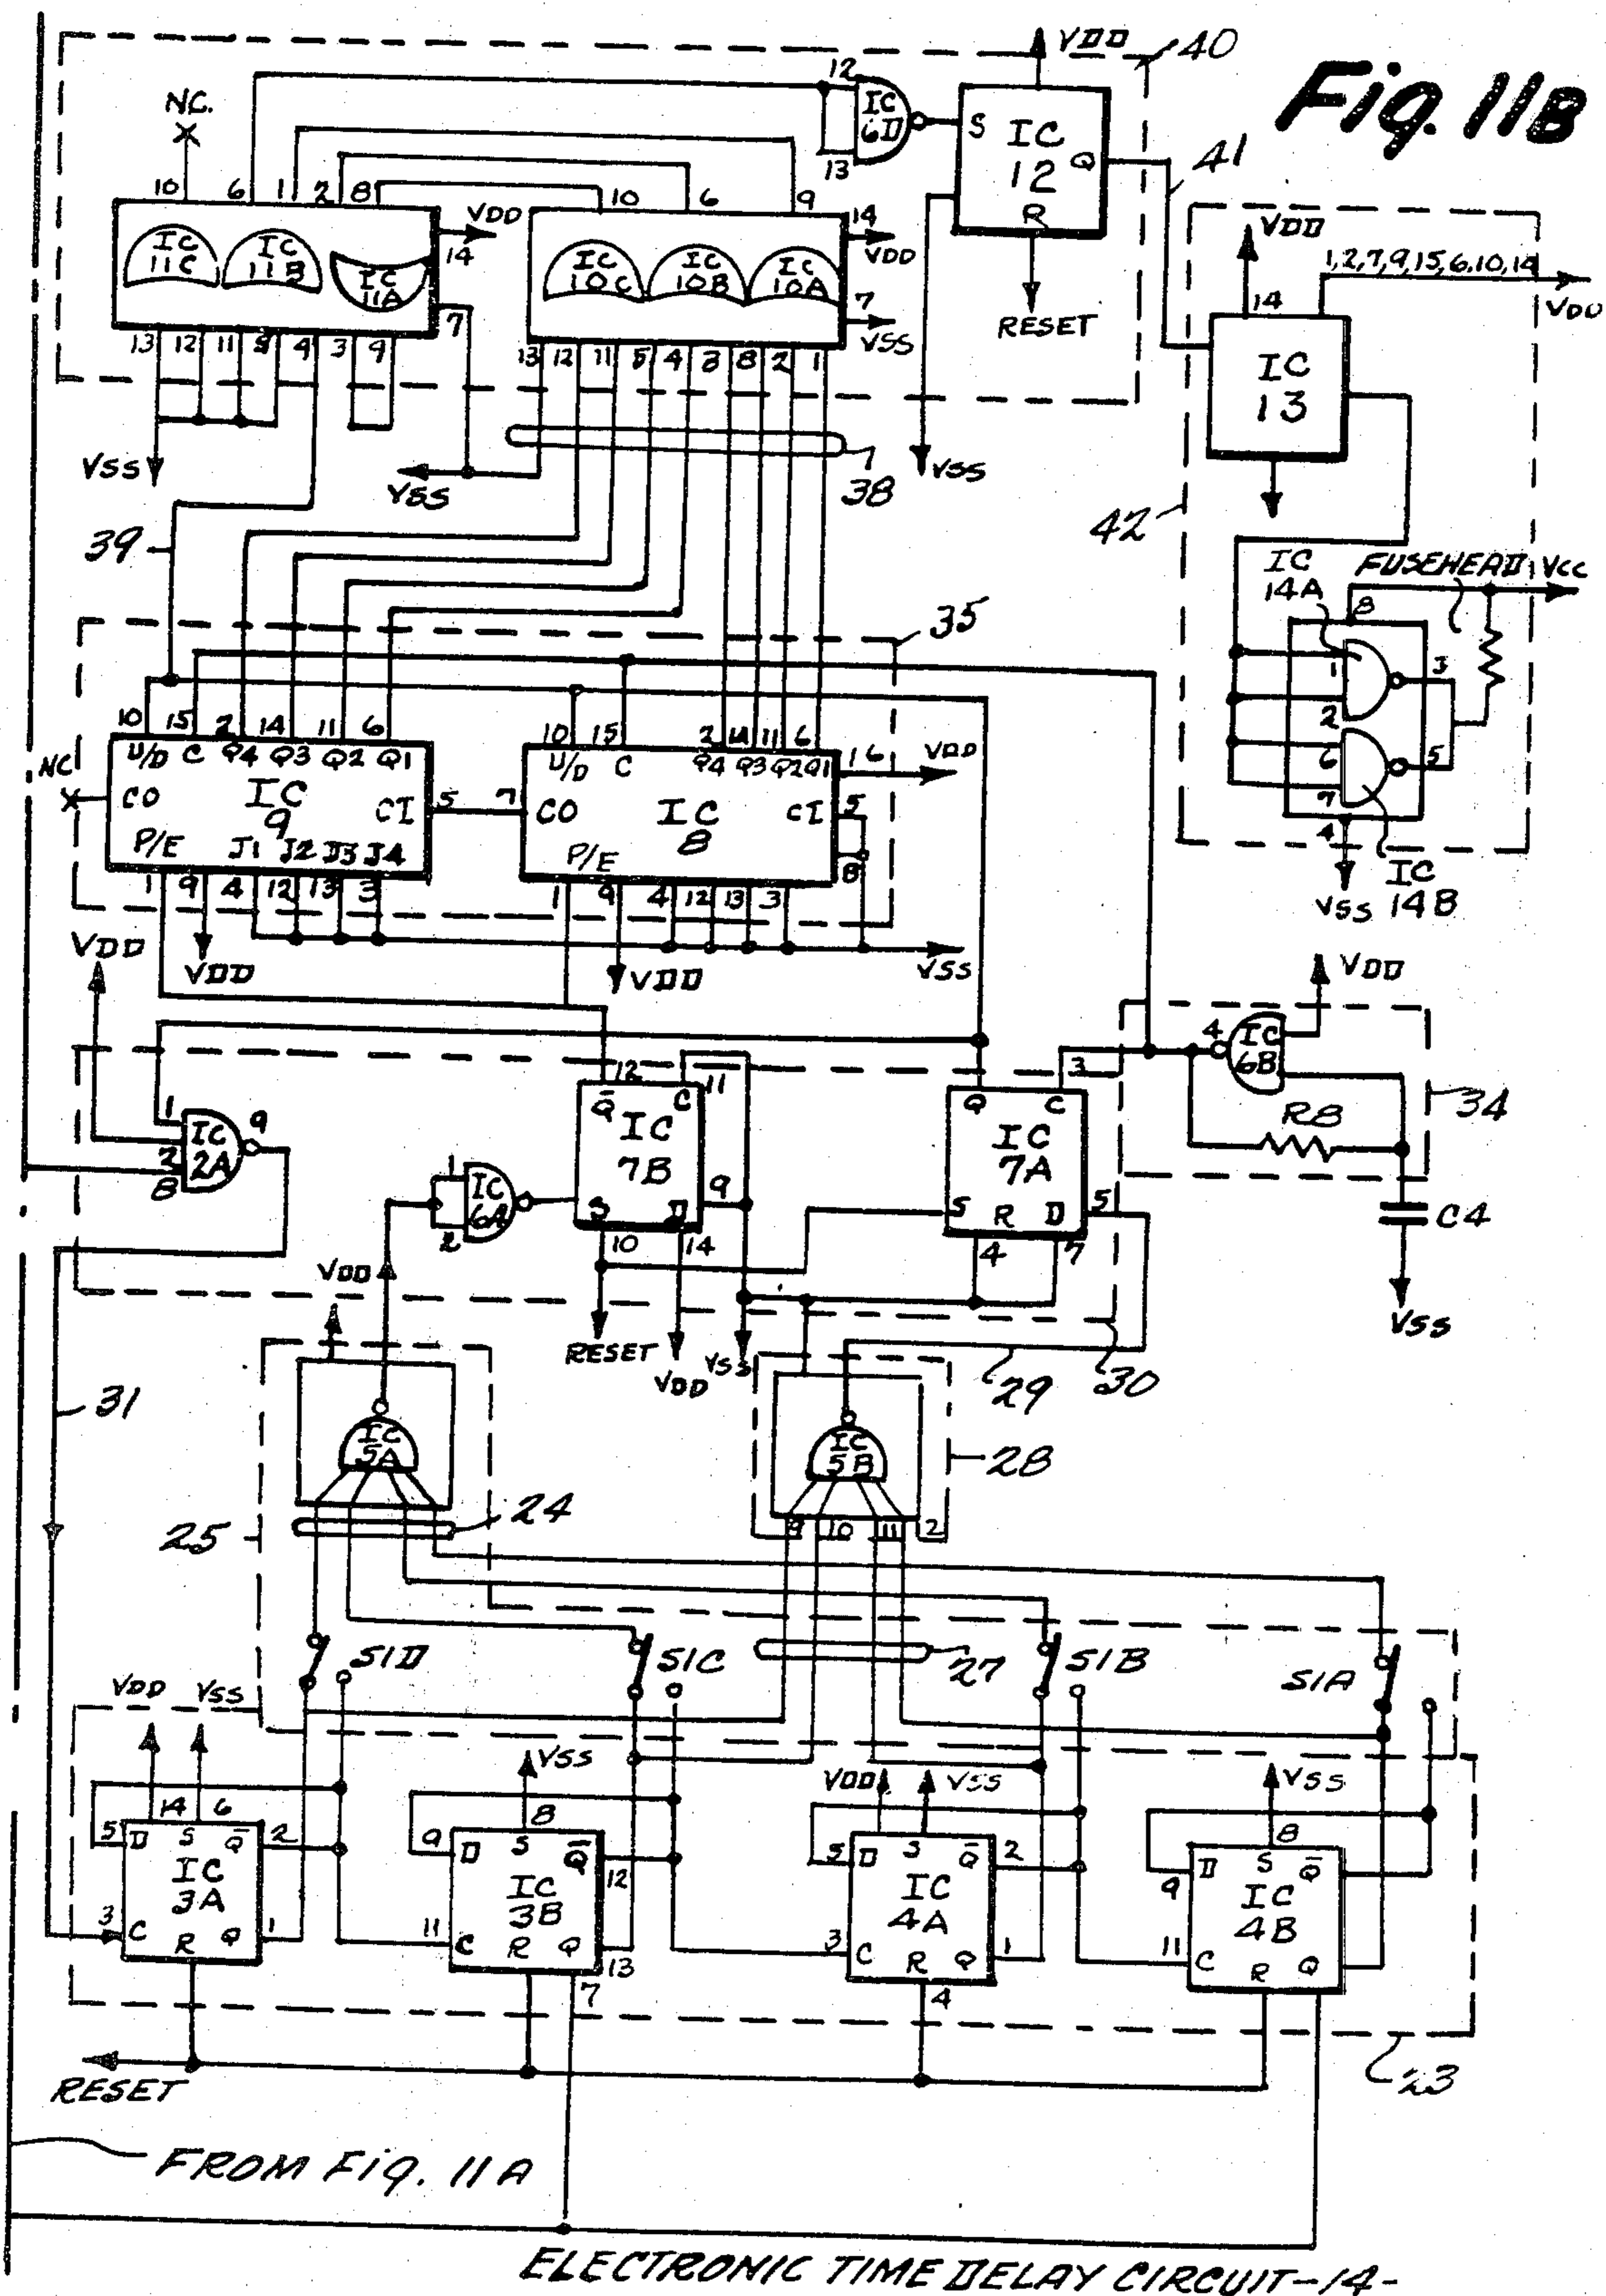 Fig. 11B
40
VDD
12
IC
6D
13
S
IC
12
Q
R
RESET
VSS
41
NC.
10 6 1 2 8
IC
11C
IC
11B
IC
11A
VDD
14
7
13 12 11 5 4 3 9
VSS
10 6 9
IC
10C
IC
10B
IC
10A
14
VDD
7
VSS
13 12 11 5 4 3 8 2 1
VSS
38
39
VDD
1,2,7,9,15,6,10,14
VDD
14
IC
13
42
IC
14A
FUSEHEAD
VCC
8
1
2
3
6
7
5
4
VSS
IC
14B
35
10 15 2 14 11 6
U/D C Q4 Q3 Q2 Q1
NC
CO
IC
9
CI
P/E J1 J2 J3 J4
1 9 4 12 13 3
VDD
5
7
10 15 2 14 11 6
U/D C Q4 Q3 Q2 Q1
16
VDD
CO
IC
8
CI
5
8
P/E
1 9 4 12 13 3
VDD
VSS
VDD
1
2
8
IC
2A
9
1
2
IC
6A
12
11
Q̅ C
IC
7B
9
S D
10
14
RESET
VDD
VSS
3
Q C
IC
7A
S R D
5
4
7
VDD
4
IC
6B
R8
34
C4
VSS
30
29
28
31
VDD
IC
5A
24
25
IC
5B
9 10 11 2
27
S1D
S1C
S1B
S1A
VDD
VSS
14 6
5
D S Q̅
2
IC
3A
3
C R Q
1
VSS
8
9
D S Q̅
12
IC
3B
11
C R Q
13
7
VDD
VSS
5
D S Q̅
2
IC
4A
3
C R Q
1
4
VSS
8
9
D S Q̅
IC
4B
11
C R Q
23
RESET
FROM Fig. 11A
ELECTRONIC TIME DELAY CIRCUIT-14-